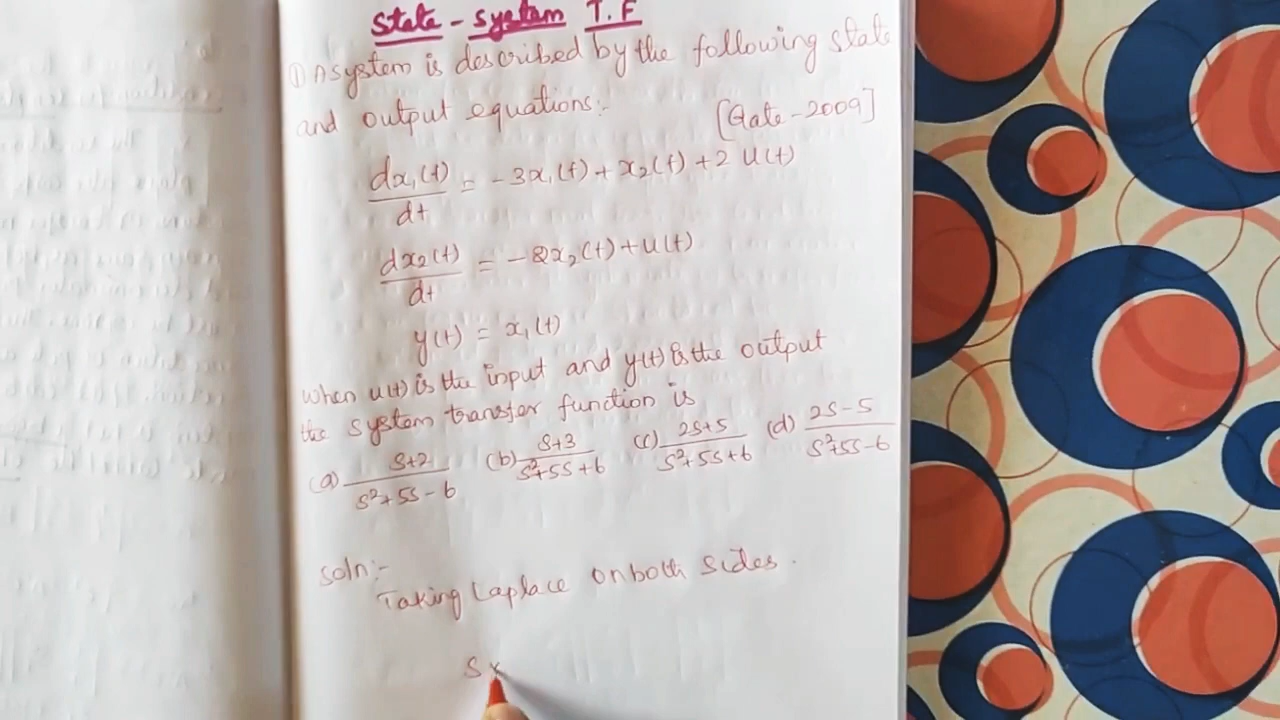 State - System T.F
① A system is described by the following state
and output equations:- [Gate - 2009]
dx₁(t)/dt = -3x₁(t) + x₂(t) + 2 u(t)
dx₂(t)/dt = -2x₂(t) + u(t)
y(t) = x₁(t)
When u(t) is the input and y(t) is the output
the system transfer function is
(a) s+2/s²+5s-6 (b) s+3/s²+5s+6 (c) 2s+5/s²+5s+6 (d) 2s-5/s²+5s-6
Soln:-
Taking Laplace on both sides.
S x